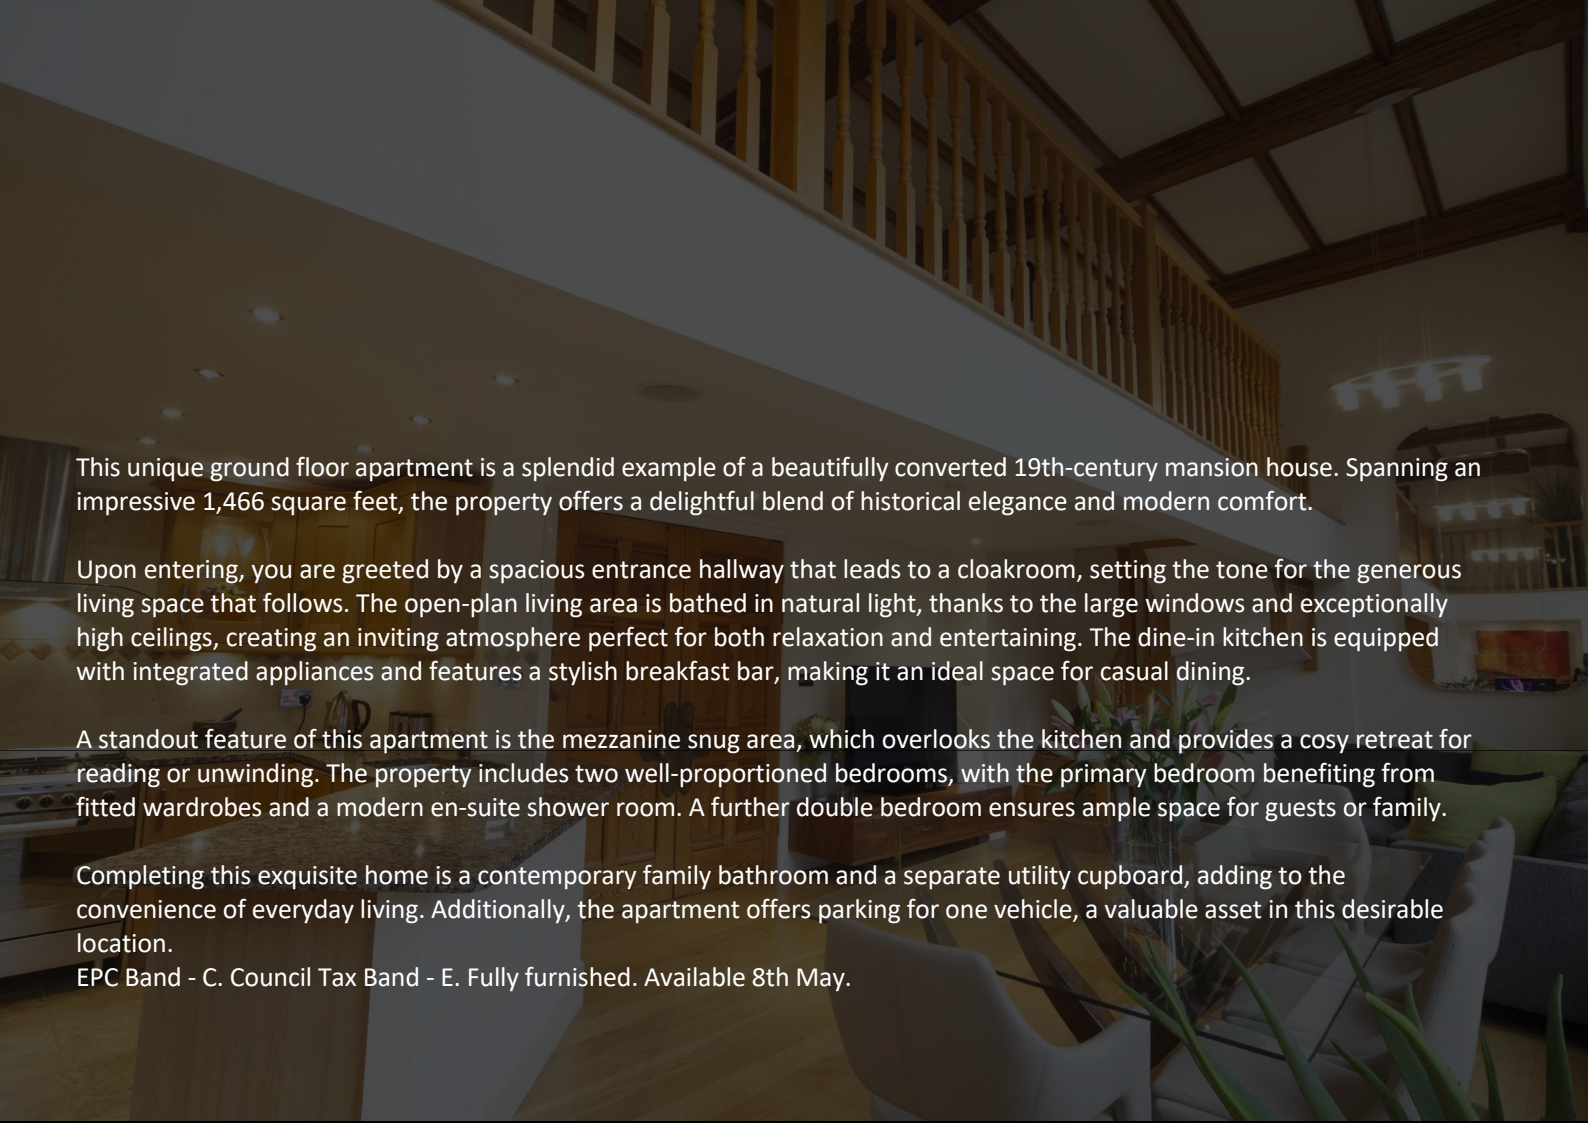 This unique ground floor apartment is a splendid example of a beautifully converted 19th-century mansion house. Spanning an
impressive 1,466 square feet, the property offers a delightful blend of historical elegance and modern comfort.
Upon entering, you are greeted by a spacious entrance hallway that leads to a cloakroom, setting the tone for the generous
living space that follows. The open-plan living area is bathed in natural light, thanks to the large windows and exceptionally
high ceilings, creating an inviting atmosphere perfect for both relaxation and entertaining. The dine-in kitchen is equipped
with integrated appliances and features a stylish breakfast bar, making it an ideal space for casual dining.
A standout feature of this apartment is the mezzanine snug area, which overlooks the kitchen and provides a cosy retreat for
reading or unwinding. The property includes two well-proportioned bedrooms, with the primary bedroom benefiting from
fitted wardrobes and a modern en-suite shower room. A further double bedroom ensures ample space for guests or family.
Completing this exquisite home is a contemporary family bathroom and a separate utility cupboard, adding to the
convenience of everyday living. Additionally, the apartment offers parking for one vehicle, a valuable asset in this desirable
location.
EPC Band - C. Council Tax Band - E. Fully furnished. Available 8th May.